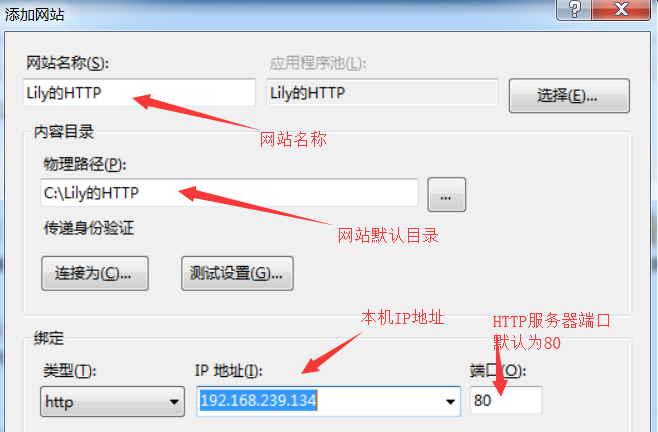 添加网站
网站名称(S):
应用程序池(L):
Lily的HTTP
Lily的HTTP
选择(E)...
网站名称
内容目录
物理路径(P):
C:\Lily的HTTP
...
网站默认目录
传递身份验证
连接为(C)...
测试设置(G)...
本机IP地址
HTTP服务器端口
默认为80
绑定
类型(T):
IP 地址(I):
端口(O):
http
192.168.239.134
80